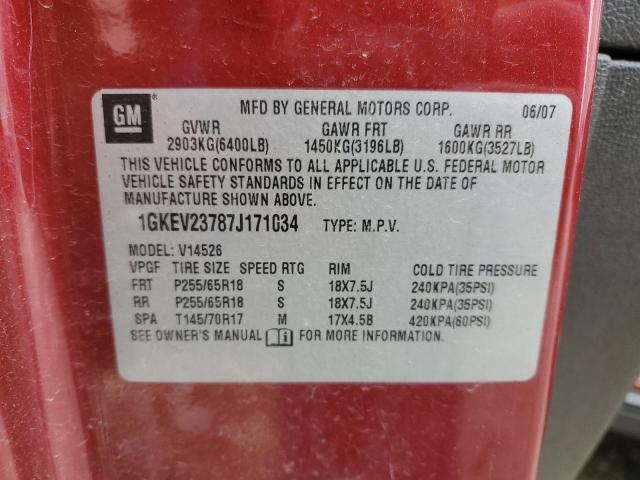 GM ®
MFD BY GENERAL MOTORS CORP. 06/07
GVWR GAWR FRT GAWR RR
2903KG(6400LB) 1450KG(3196LB) 1600KG(3527LB)
THIS VEHICLE CONFORMS TO ALL APPLICABLE U.S. FEDERAL MOTOR
VEHICLE SAFETY STANDARDS IN EFFECT ON THE DATE OF
MANUFACTURE SHOWN ABOVE.
1GKEV23787J171034 TYPE: M.P.V.
MODEL: V14526
VPGF TIRE SIZE SPEED RTG RIM COLD TIRE PRESSURE
FRT P255/65R18 S 18X7.5J 240KPA(35PSI)
RR P255/65R18 S 18X7.5J 240KPA(35PSI)
SPA T145/70R17 M 17X4.5B 420KPA(60PSI)
SEE OWNER'S MANUAL i FOR MORE INFORMATION.